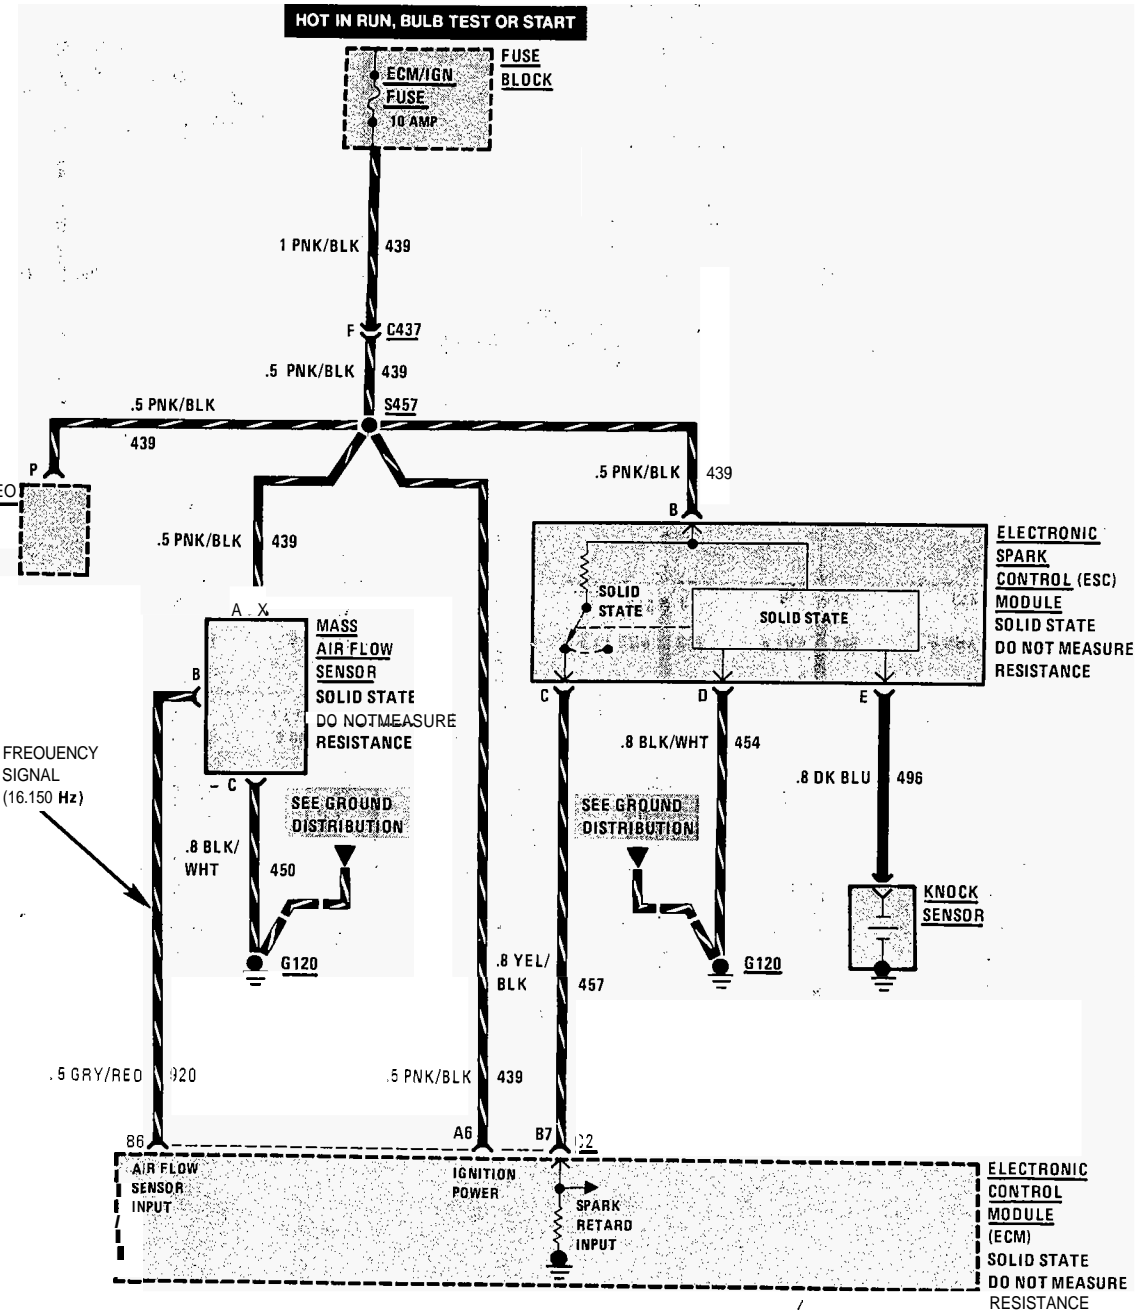 HOT IN RUN, BULB TEST OR START
FUSE
BLOCK
ECM/IGN
FUSE
10 AMP
1 PNK/BLK 439
F C437
.5 PNK/BLK 439
S457
.5 PNK/BLK
439
P
EO
.5 PNK/BLK 439
.5 PNK/BLK 439
B
ELECTRONIC
SPARK
CONTROL (ESC)
MODULE
SOLID STATE
DO NOT MEASURE
RESISTANCE
SOLID
STATE
SOLID STATE
A X
MASS
AIR FLOW
SENSOR
SOLID STATE
DO NOTMEASURE
RESISTANCE
B
C
C D E
FREOUENCY
SIGNAL
(16.150 Hz)
.8 BLK/WHT 454
.8 DK BLU 496
SEE GROUND
DISTRIBUTION
SEE GROUND
DISTRIBUTION
.8 BLK/
WHT 450
KNOCK
SENSOR
G120
G120
.8 YEL/
BLK 457
.5 GRY/RED 920
.5 PNK/BLK 439
B6 A6 B7 C2
AIR FLOW
SENSOR
INPUT
IGNITION
POWER
SPARK
RETARD
INPUT
ELECTRONIC
CONTROL
MODULE
(ECM)
SOLID STATE
DO NOT MEASURE
RESISTANCE